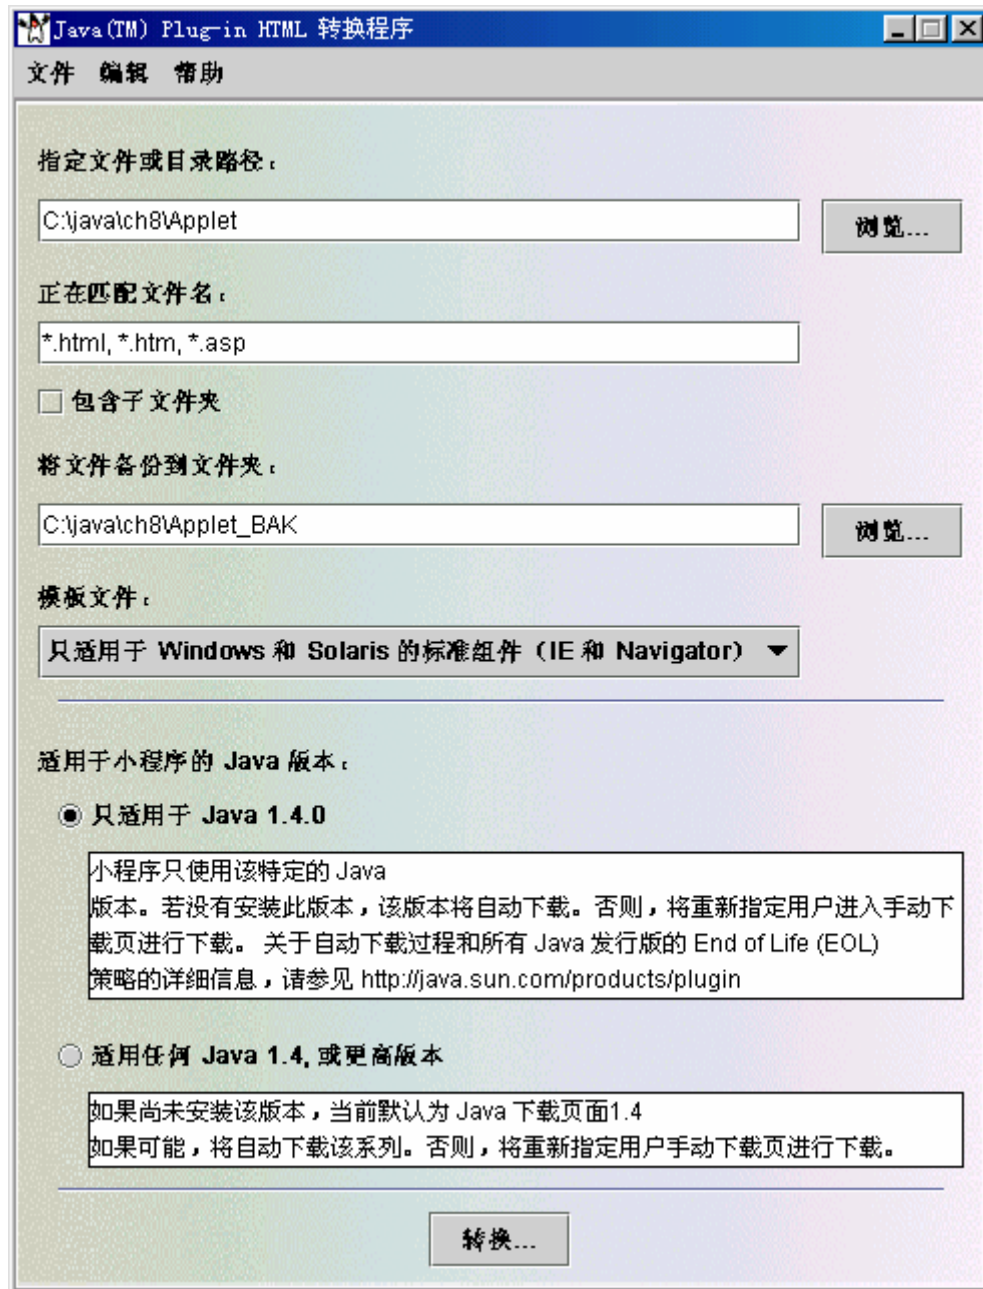 Java(TM) Plug-in HTML 转换程序
文件 编辑 帮助
指定文件或目录路径：
C:\java\ch8\Applet
浏览...
正在匹配文件名：
*.html, *.htm, *.asp
包含子文件夹
将文件备份到文件夹：
C:\java\ch8\Applet_BAK
浏览...
模板文件：
只适用于 Windows 和 Solaris 的标准组件（IE 和 Navigator）
适用于小程序的 Java 版本：
只适用于 Java 1.4.0
小程序只使用该特定的 Java
版本。若没有安装此版本，该版本将自动下载。否则，将重新指定用户进入手动下
载页进行下载。 关于自动下载过程和所有 Java 发行版的 End of Life (EOL)
策略的详细信息，请参见 http://java.sun.com/products/plugin
适用任何 Java 1.4, 或更高版本
如果尚未安装该版本，当前默认为 Java 下载页面1.4
如果可能，将自动下载该系列。否则，将重新指定用户手动下载页进行下载。
转换...